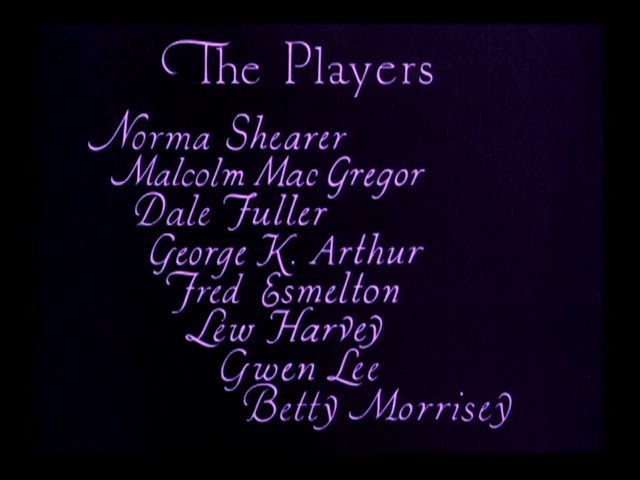 The Players
Norma Shearer
Malcolm Mac Gregor
Dale Fuller
George K. Arthur
Fred Esmelton
Lew Harvey
Gwen Lee
Betty Morrisey